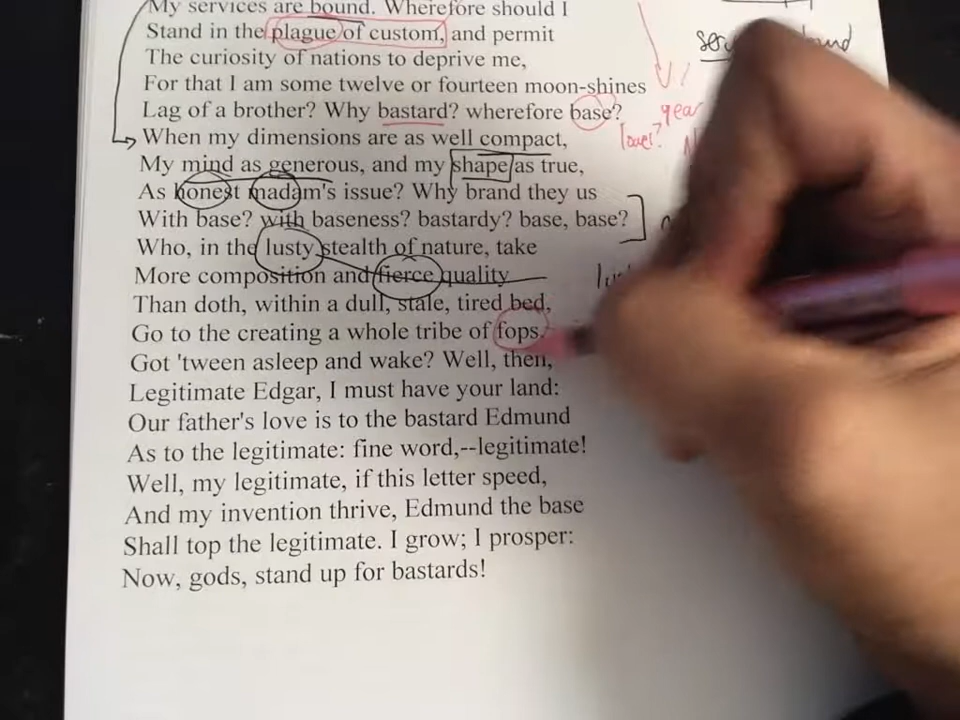 My services are bound. Wherefore should I
Stand in the plague of custom, and permit
The curiosity of nations to deprive me,
For that I am some twelve or fourteen moon-shines
Lag of a brother? Why bastard? wherefore base?
year
lower?
When my dimensions are as well compact,
My mind as generous, and my shape as true,
As honest madam's issue? Why brand they us
With base? with baseness? bastardy? base, base?
Who, in the lusty stealth of nature, take
More composition and fierce quality
Than doth, within a dull, stale, tired bed,
Go to the creating a whole tribe of fops.
Got 'tween asleep and wake? Well, then,
Legitimate Edgar, I must have your land:
Our father's love is to the bastard Edmund
As to the legitimate: fine word,--legitimate!
Well, my legitimate, if this letter speed,
And my invention thrive, Edmund the base
Shall top the legitimate. I grow; I prosper:
Now, gods, stand up for bastards!